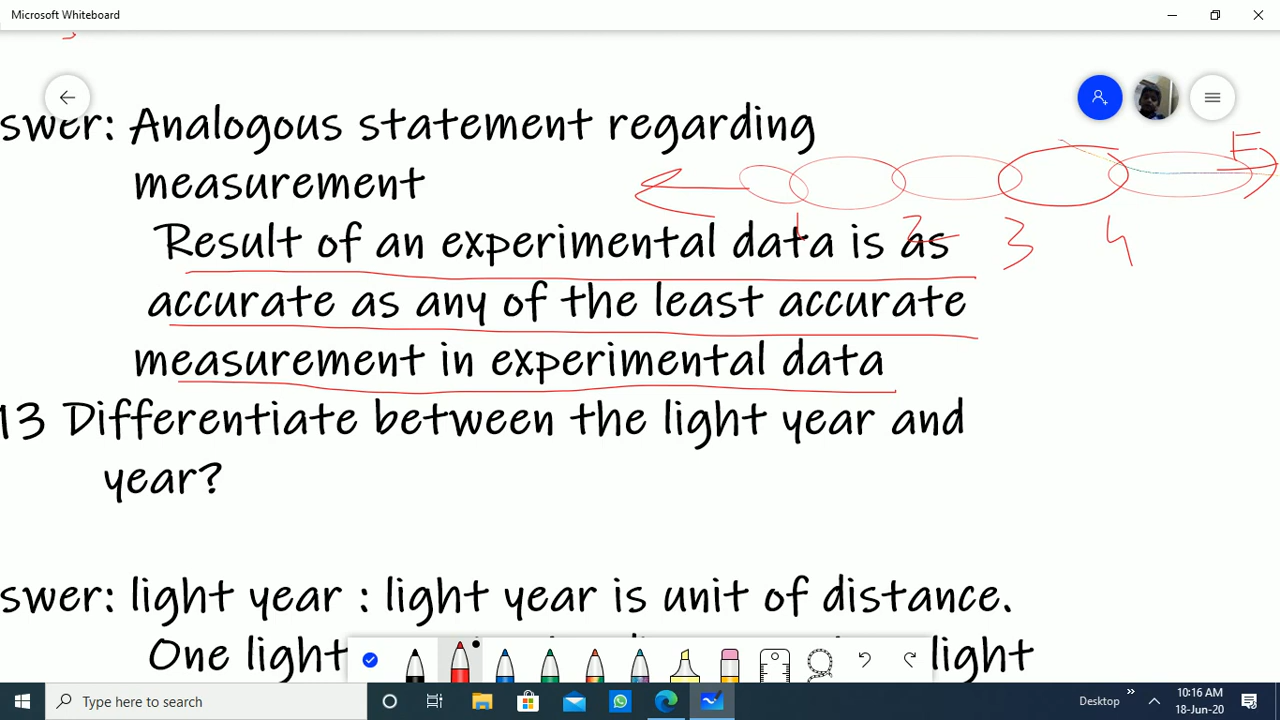 Microsoft Whiteboard
swer: Analogous statement regarding
measurement
Result of an experimental data is as
accurate as any of the least accurate
measurement in experimental data
1 2 3 4 5
13 Differentiate between the light year and
year?
swer: light year : light year is unit of distance.
One light
light
Type here to search
Desktop
10:16 AM
18-Jun-20